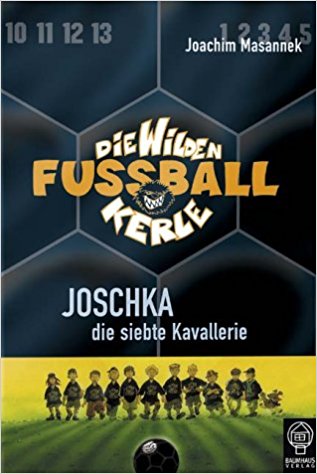 10 11 12 13
1 2 3 4 5
Joachim Masannek
DIE WILDEN
FUSSBALL
KERLE
JOSCHKA
die siebte Kavallerie
BAUMHAUS
VERLAG